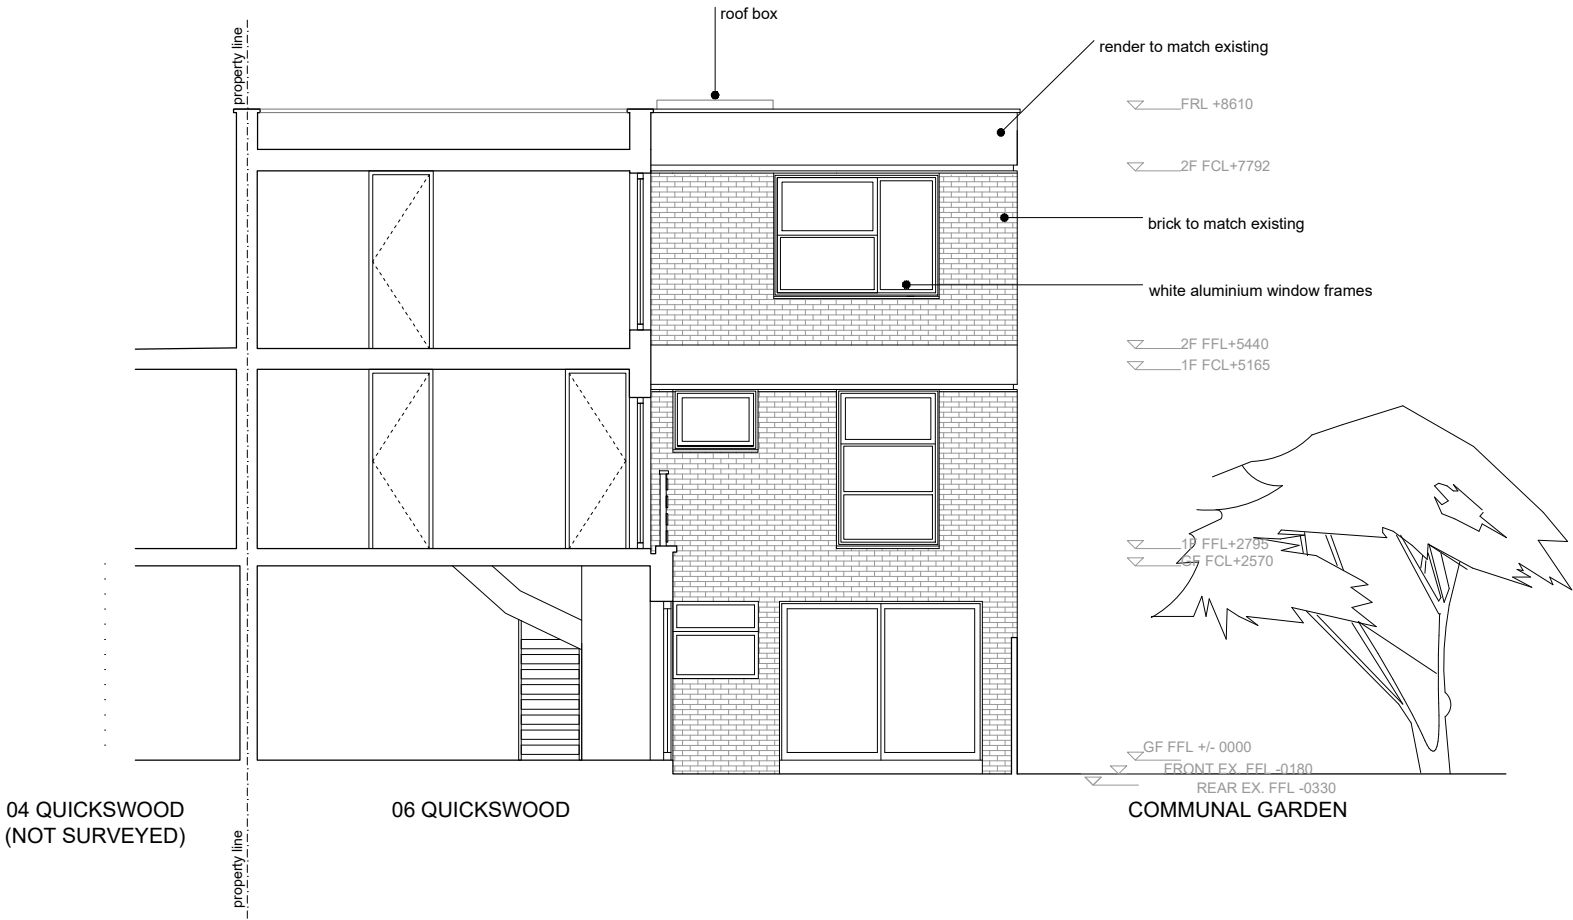 roof box
property line
render to match existing
FRL +8610
2F FCL+7792
brick to match existing
white aluminium window frames
2F FFL+5440
1F FCL+5165
1F FFL+2795
GF FCL+2570
GF FFL +/- 0000
FRONT EX. FFL -0180
REAR EX. FFL -0330
04 QUICKSWOOD
(NOT SURVEYED)
06 QUICKSWOOD
COMMUNAL GARDEN
property line